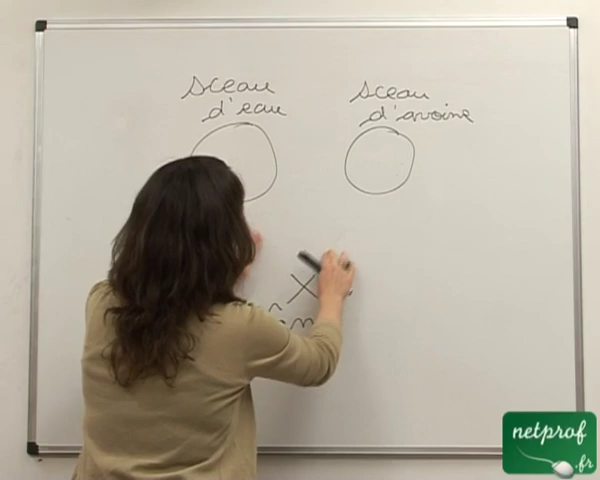 sceau
d'eau
sceau
d'avoine
X
netprof
.fr